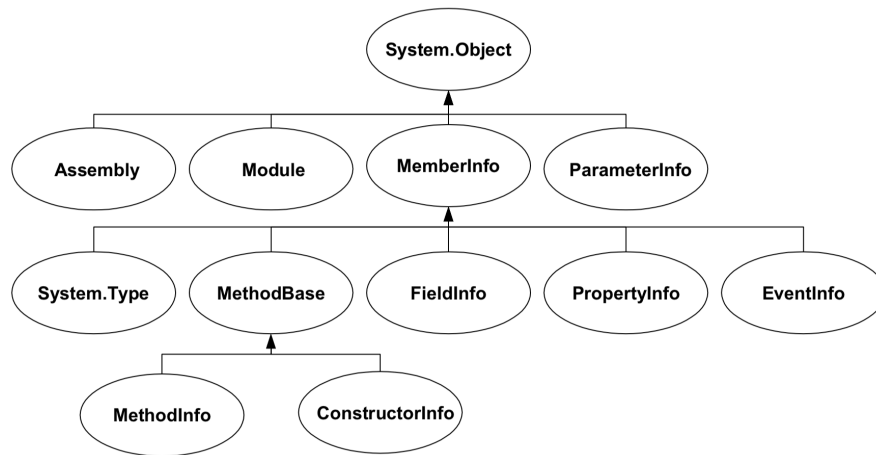 System.Object
Assembly
Module
MemberInfo
ParameterInfo
System.Type
MethodBase
FieldInfo
PropertyInfo
EventInfo
MethodInfo
ConstructorInfo